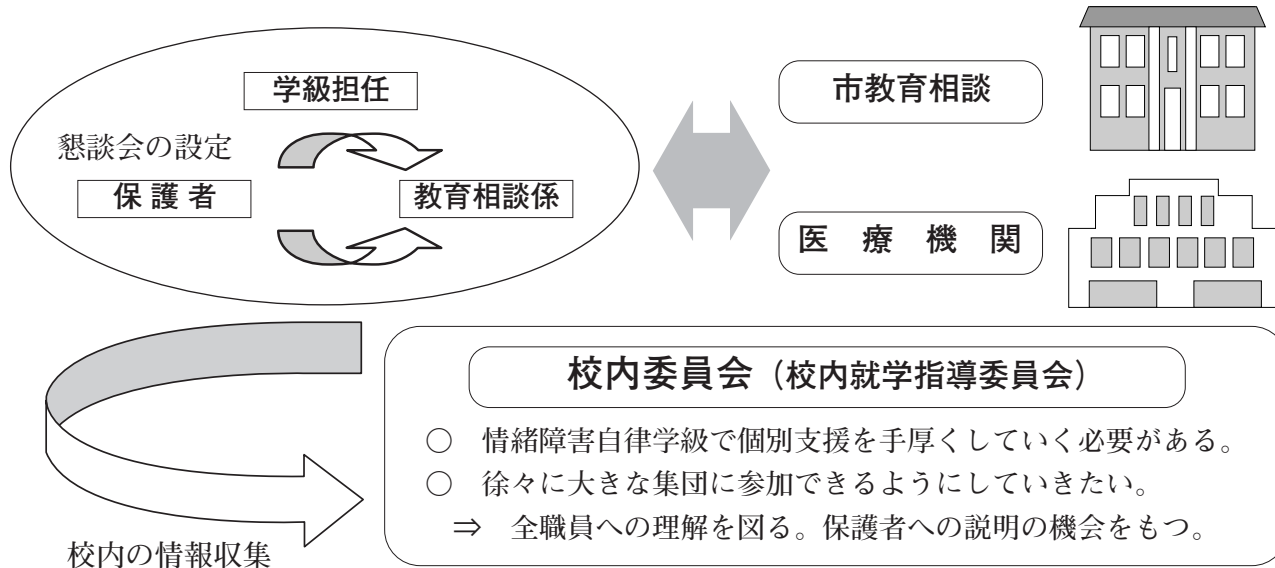 学級担任
市教育相談
懇談会の設定
保 護 者
教育相談係
医 療 機 関
校内委員会（校内就学指導委員会）
○ 情緒障害自律学級で個別支援を手厚くしていく必要がある。
○ 徐々に大きな集団に参加できるようにしていきたい。
⇒ 全職員への理解を図る。保護者への説明の機会をもつ。
校内の情報収集